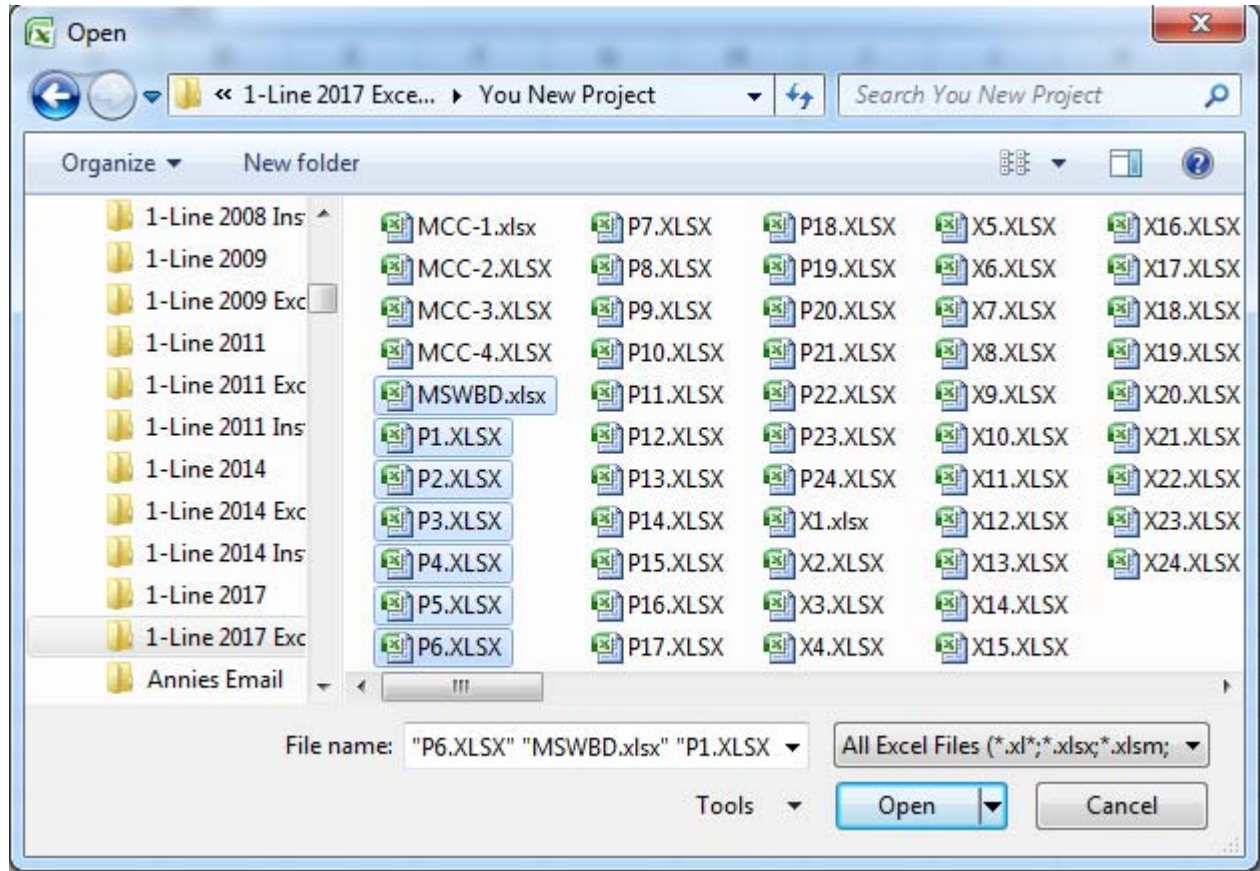 Open
« 1-Line 2017 Exce... ▸ You New Project
Search You New Project
Organize
New folder
1-Line 2008 Ins
1-Line 2009
1-Line 2009 Exc
1-Line 2011
1-Line 2011 Exc
1-Line 2011 Ins
1-Line 2014
1-Line 2014 Exc
1-Line 2014 Ins
1-Line 2017
1-Line 2017 Exc
Annies Email
MCC-1.xlsx
MCC-2.XLSX
MCC-3.XLSX
MCC-4.XLSX
MSWBD.xlsx
P1.XLSX
P2.XLSX
P3.XLSX
P4.XLSX
P5.XLSX
P6.XLSX
P7.XLSX
P8.XLSX
P9.XLSX
P10.XLSX
P11.XLSX
P12.XLSX
P13.XLSX
P14.XLSX
P15.XLSX
P16.XLSX
P17.XLSX
P18.XLSX
P19.XLSX
P20.XLSX
P21.XLSX
P22.XLSX
P23.XLSX
P24.XLSX
X1.xlsx
X2.XLSX
X3.XLSX
X4.XLSX
X5.XLSX
X6.XLSX
X7.XLSX
X8.XLSX
X9.XLSX
X10.XLSX
X11.XLSX
X12.XLSX
X13.XLSX
X14.XLSX
X15.XLSX
X16.XLSX
X17.XLSX
X18.XLSX
X19.XLSX
X20.XLSX
X21.XLSX
X22.XLSX
X23.XLSX
X24.XLSX
File name: "P6.XLSX" "MSWBD.xlsx" "P1.XLSX
All Excel Files (*.xl*;*.xlsx;*.xlsm;
Tools
Open
Cancel